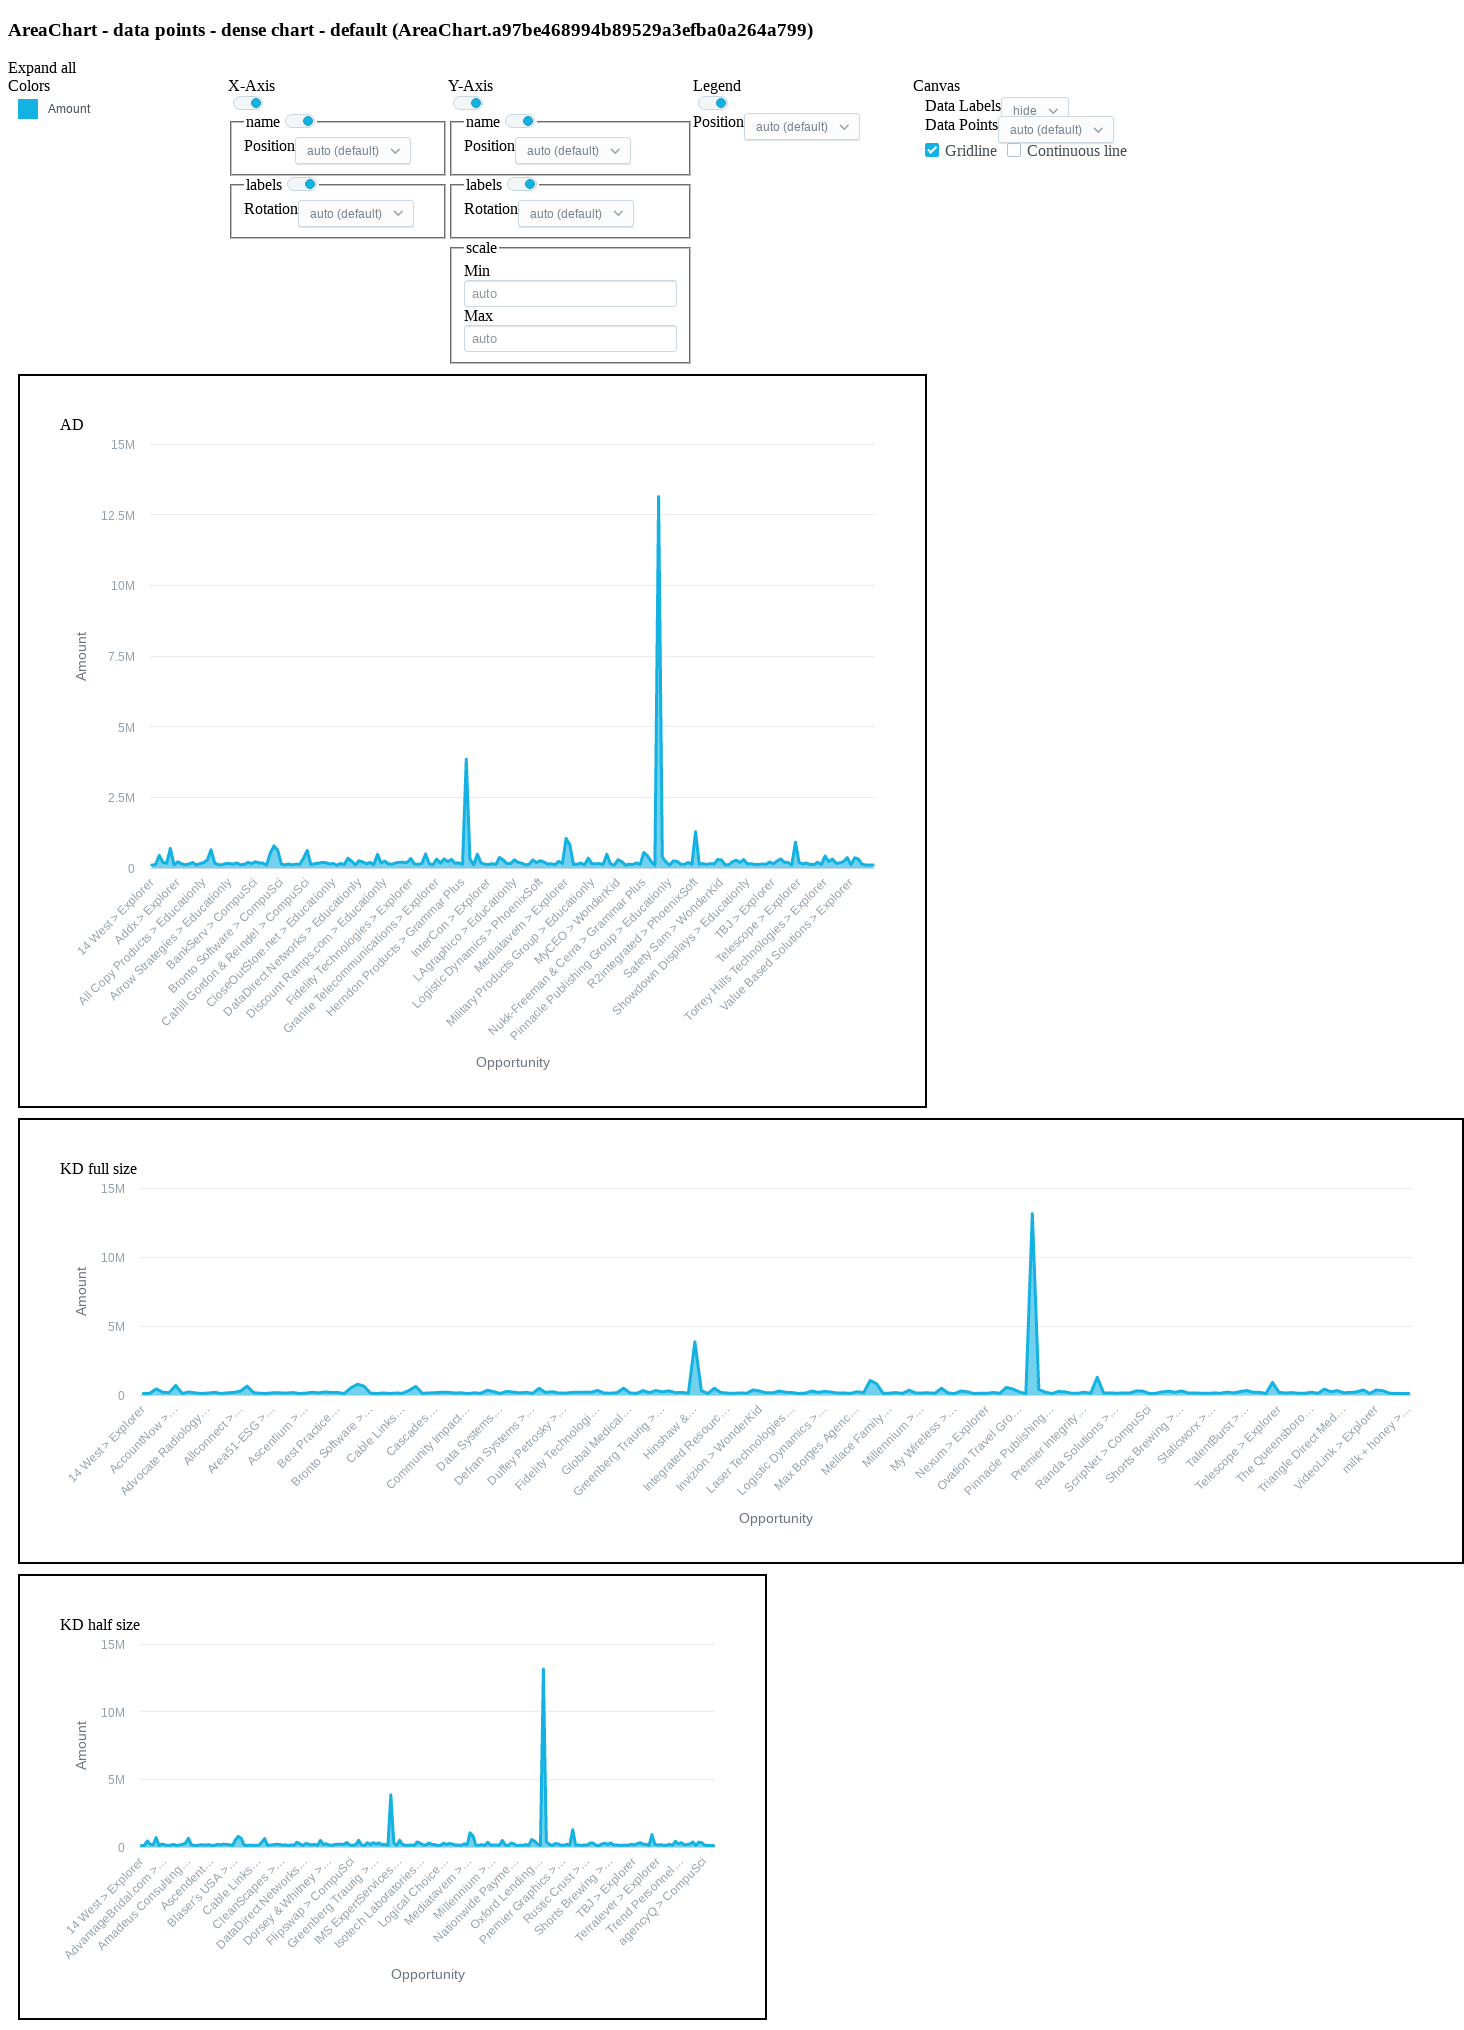 AreaChart - data points - dense chart - default (AreaChart.a97be468994b89529a3efba0a264a799)
Expand all
Colors
Amount
X-Axis
name
Position auto (default)
labels
Rotation auto (default)
Y-Axis
name
Position auto (default)
labels
Rotation auto (default)
scale
Min
auto
Max
auto
Legend
Position auto (default)
Canvas
Data Labels hide
Data Points auto (default)
Gridline Continuous line
AD
15M
12.5M
10M
7.5M
5M
2.5M
0
Amount
14 West > Explorer
Addx > Explorer
All Copy Products > Educationly
Arrow Strategies > Educationly
BankServ > CompuSci
Bronto Software > CompuSci
Cahill Gordon & Reindel > CompuSci
CloseOutStore.net > Educationly
DataDirect Networks > Educationly
Discount Ramps.com > Educationly
Fidelity Technologies > Explorer
Granite Telecommunications > Explorer
Herndon Products > Grammar Plus
InterCon > Explorer
LAgraphico > Educationly
Logistic Dynamics > PhoenixSoft
Mediatavern > Explorer
Military Products Group > Educationly
MyCEO > WonderKid
Nukk-Freeman & Cerra > Grammar Plus
Pinnacle Publishing Group > Educationly
R2integrated > PhoenixSoft
Safety Sam > WonderKid
Showdown Displays > Educationly
TBJ > Explorer
Telescope > Explorer
Torrey Hills Technologies > Explorer
Value Based Solutions > Explorer
Opportunity
KD full size
15M
10M
5M
0
Amount
14 West > Explorer
AccountNow >…
Advocate Radiology…
Allconnect >…
Area51-ESG >…
Ascentium >…
Best Practice…
Bronto Software >…
Cable Links…
Cascades…
Community Impact…
Data Systems…
Defran Systems >…
Duffey Petrosky >…
Fidelity Technologi…
Global Medical…
Greenberg Traurig >…
Hinshaw &…
Integrated Resourc…
Invizion > WonderKid
Laser Technologies…
Logistic Dynamics >…
Max Borges Agenc…
Mellace Family…
Millennium >…
My Wireless >…
Nexum > Explorer
Ovation Travel Gro…
Pinnacle Publishing…
Premier Integrity…
Randa Solutions >…
ScripNet > CompuSci
Shorts Brewing >…
Staticworx >…
TalentBurst >…
Telescope > Explorer
The Queensboro…
Triangle Direct Med…
VideoLink > Explorer
milk + honey >…
Opportunity
KD half size
15M
10M
5M
0
Amount
14 West > Explorer
AdvantageBridal.com >…
Amadeus Consulting…
Ascendent…
Blaser's USA >…
Cable Links…
CleanScapes >…
DataDirect Networks…
Dorsey & Whitney >…
Flipswap > CompuSci
Greenberg Traurig >…
IMS ExpertServices…
Isotech Laboratories…
Logical Choice…
Mediatavern >…
Millennium >…
Nationwide Payme…
Oxford Lending…
Premier Graphics >…
Rustic Crust >…
Shorts Brewing >…
TBJ > Explorer
Terralever > Explorer
Trend Personnel…
agencyQ > CompuSci
Opportunity